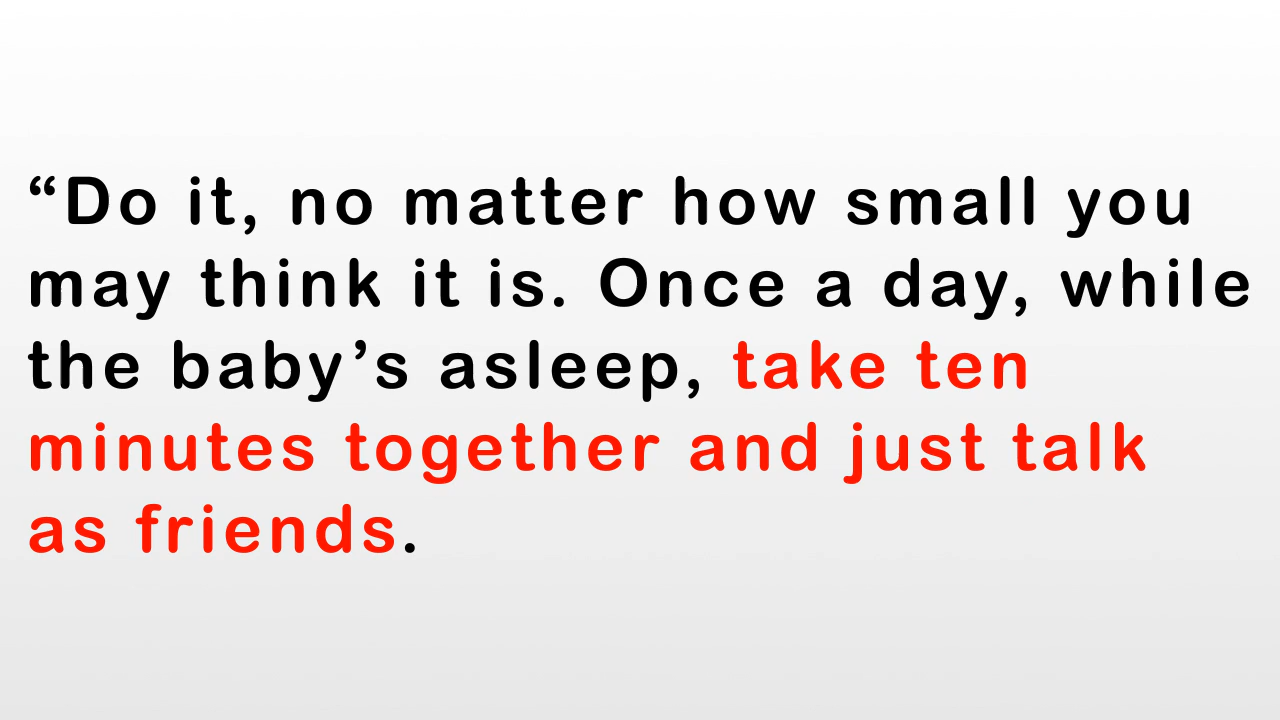 “Do it, no matter how small you
may think it is. Once a day, while
the baby’s asleep, take ten
minutes together and just talk
as friends.